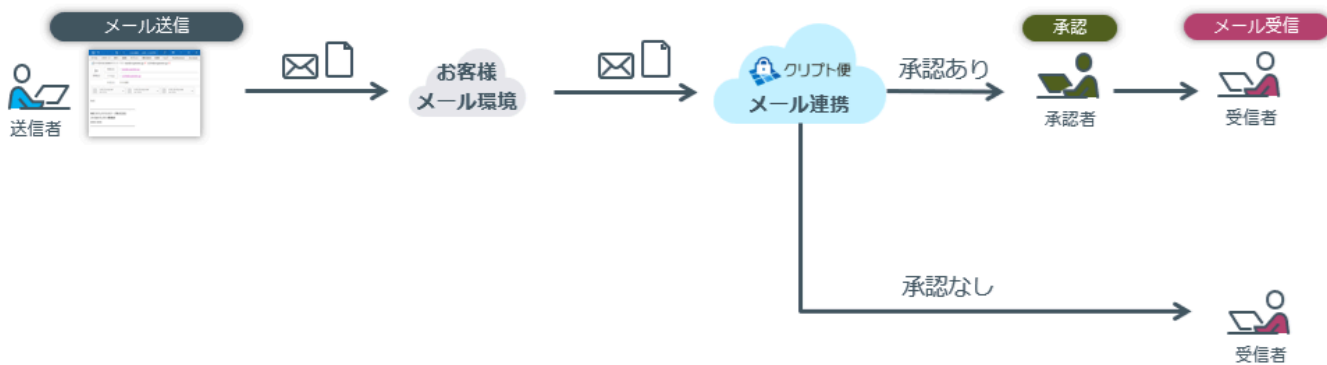 メール送信
送信者
お客様
メール環境
クリプト便
メール連携
承認あり
承認
承認者
メール受信
受信者
承認なし
受信者